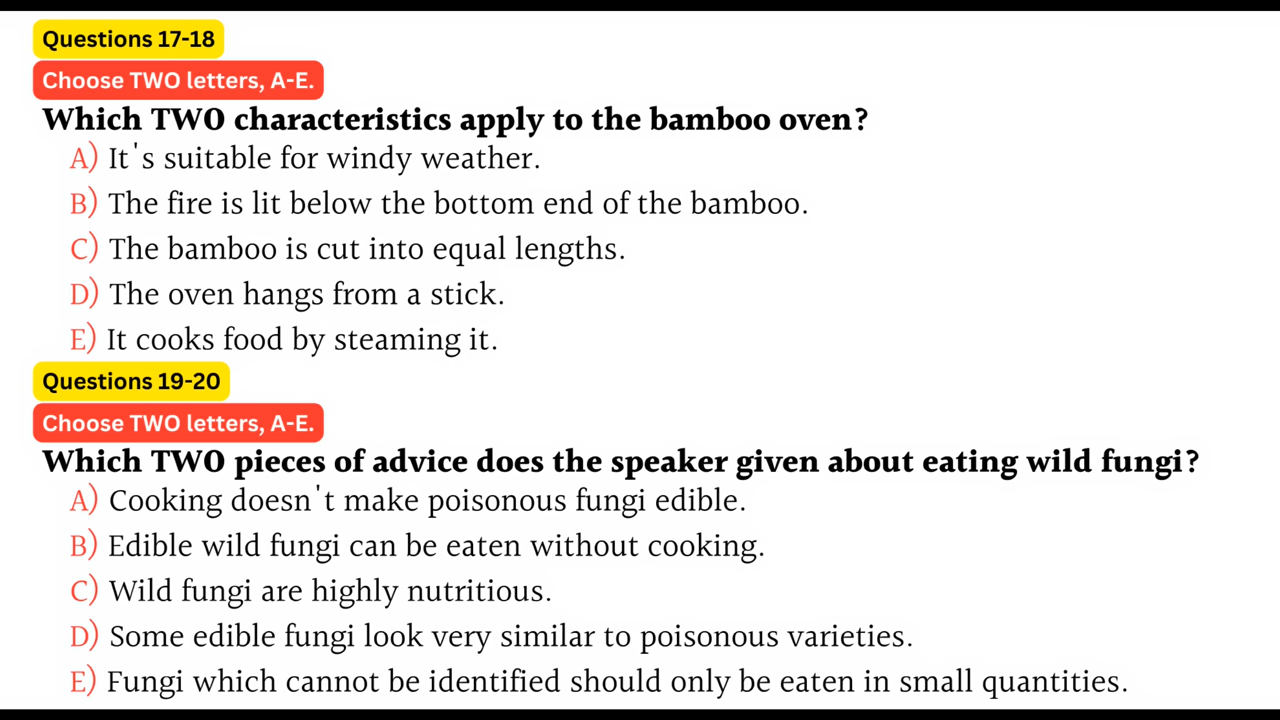 Questions 17-18
Choose TWO letters, A-E.
Which TWO characteristics apply to the bamboo oven?
A) It's suitable for windy weather.
B) The fire is lit below the bottom end of the bamboo.
C) The bamboo is cut into equal lengths.
D) The oven hangs from a stick.
E) It cooks food by steaming it.
Questions 19-20
Choose TWO letters, A-E.
Which TWO pieces of advice does the speaker given about eating wild fungi?
A) Cooking doesn't make poisonous fungi edible.
B) Edible wild fungi can be eaten without cooking.
C) Wild fungi are highly nutritious.
D) Some edible fungi look very similar to poisonous varieties.
E) Fungi which cannot be identified should only be eaten in small quantities.